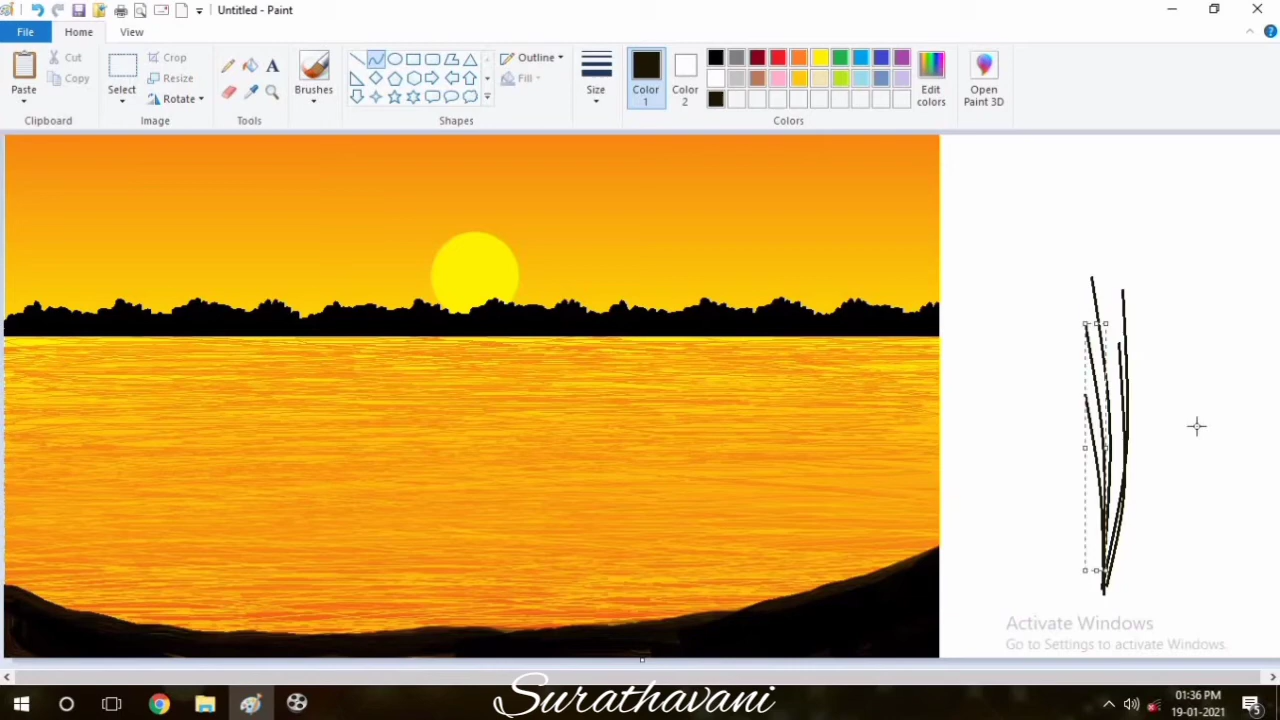 Untitled - Paint
File
Home
View
Paste
Cut
Copy
Clipboard
Select
Crop
Resize
Rotate
Image
Tools
Brushes
Outline
Fill
Shapes
Size
Color
1
Color
2
Edit
colors
Colors
Open
Paint 3D
Activate Windows
Go to Settings to activate Windows.
Surathavani
01:36 PM
19-01-2021
5